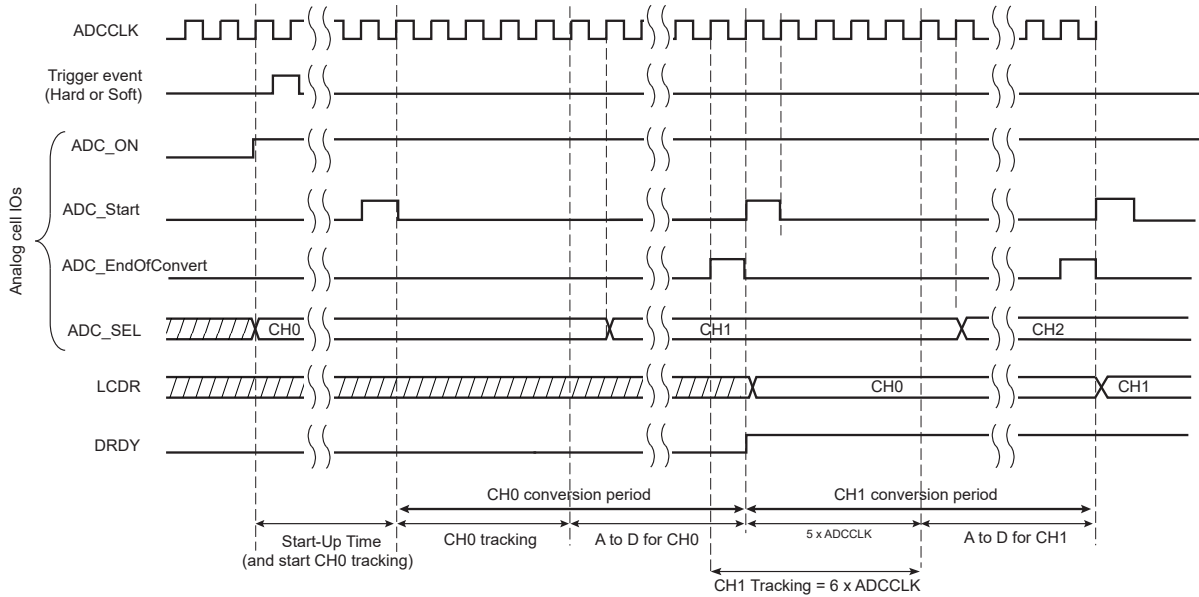 ADCCLK
Trigger event
(Hard or Soft)
Analog cell IOs
ADC_ON
ADC_Start
ADC_EndOfConvert
ADC_SEL
CH0
CH1
CH2
LCDR
CH0
CH1
DRDY
CH0 conversion period
CH1 conversion period
Start-Up Time
(and start CH0 tracking)
CH0 tracking
A to D for CH0
5 x ADCCLK
A to D for CH1
CH1 Tracking = 6 x ADCCLK